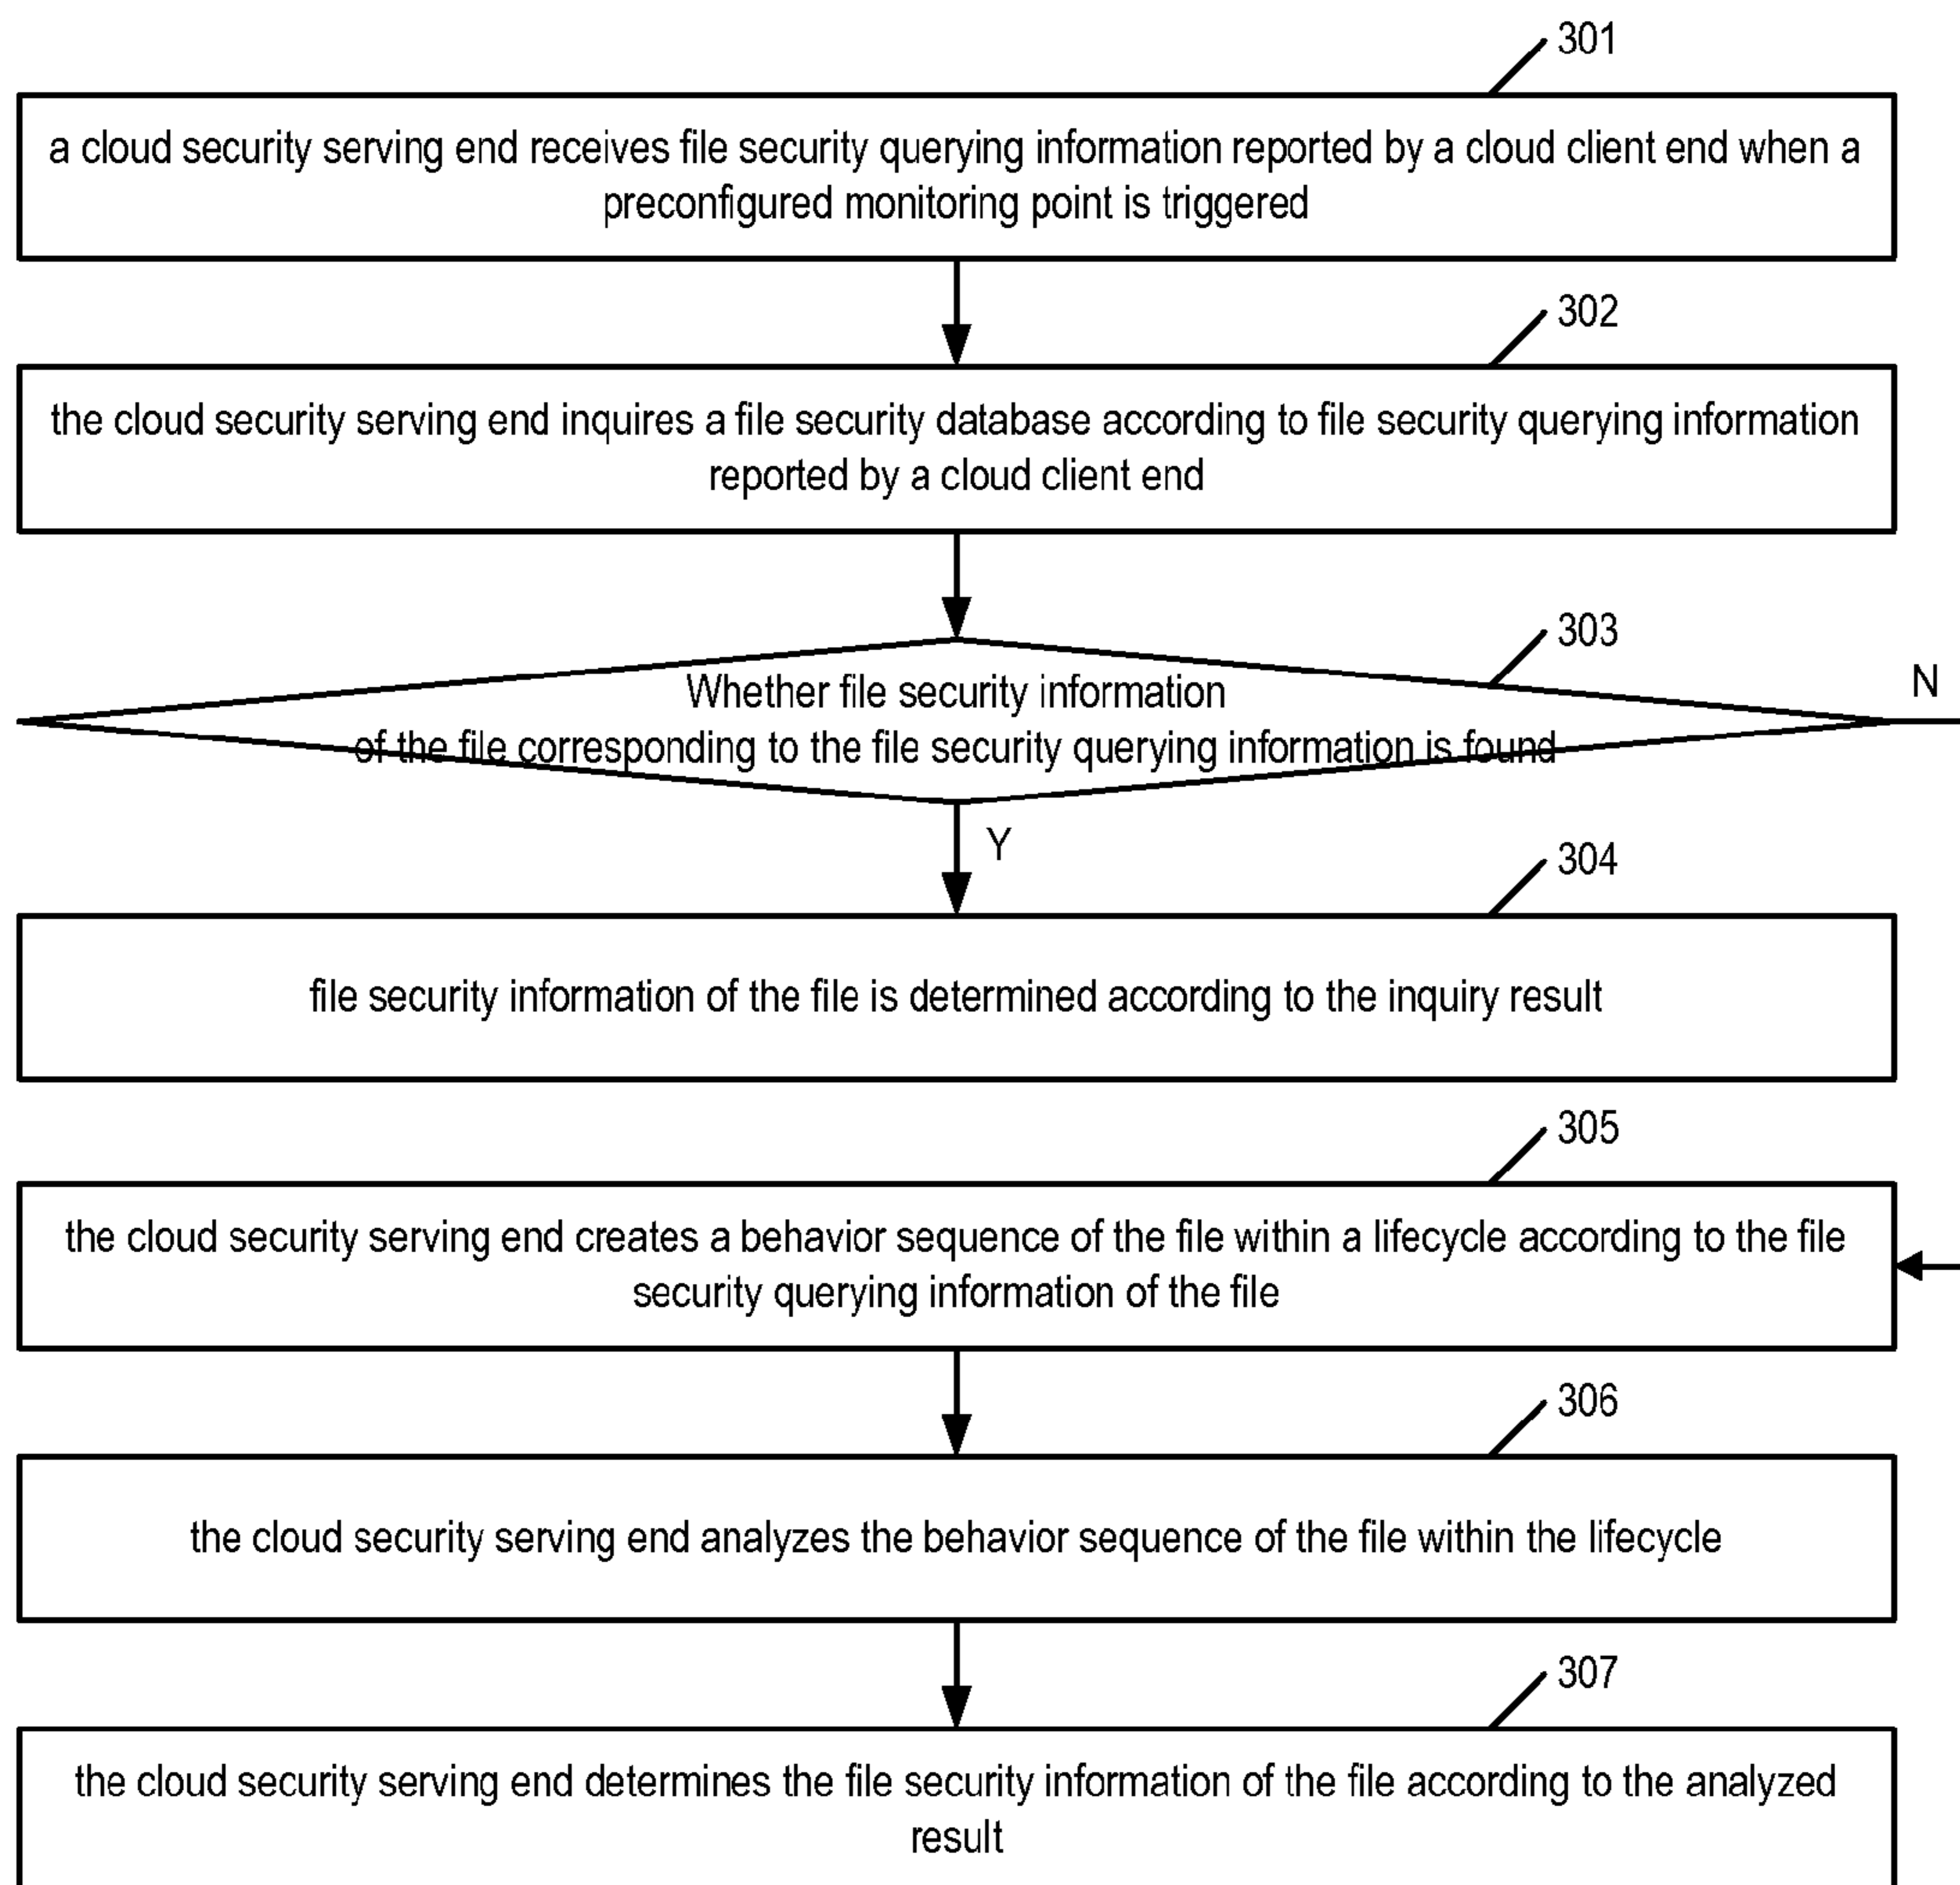 301
a cloud security serving end receives file security querying information reported by a cloud client end when a
preconfigured monitoring point is triggered
302
the cloud security serving end inquires a file security database according to file security querying information
reported by a cloud client end
303
N
Whether file security information
of the file corresponding to the file security querying information is found
Y
304
file security information of the file is determined according to the inquiry result
305
the cloud security serving end creates a behavior sequence of the file within a lifecycle according to the file
security querying information of the file
306
the cloud security serving end analyzes the behavior sequence of the file within the lifecycle
307
the cloud security serving end determines the file security information of the file according to the analyzed
result